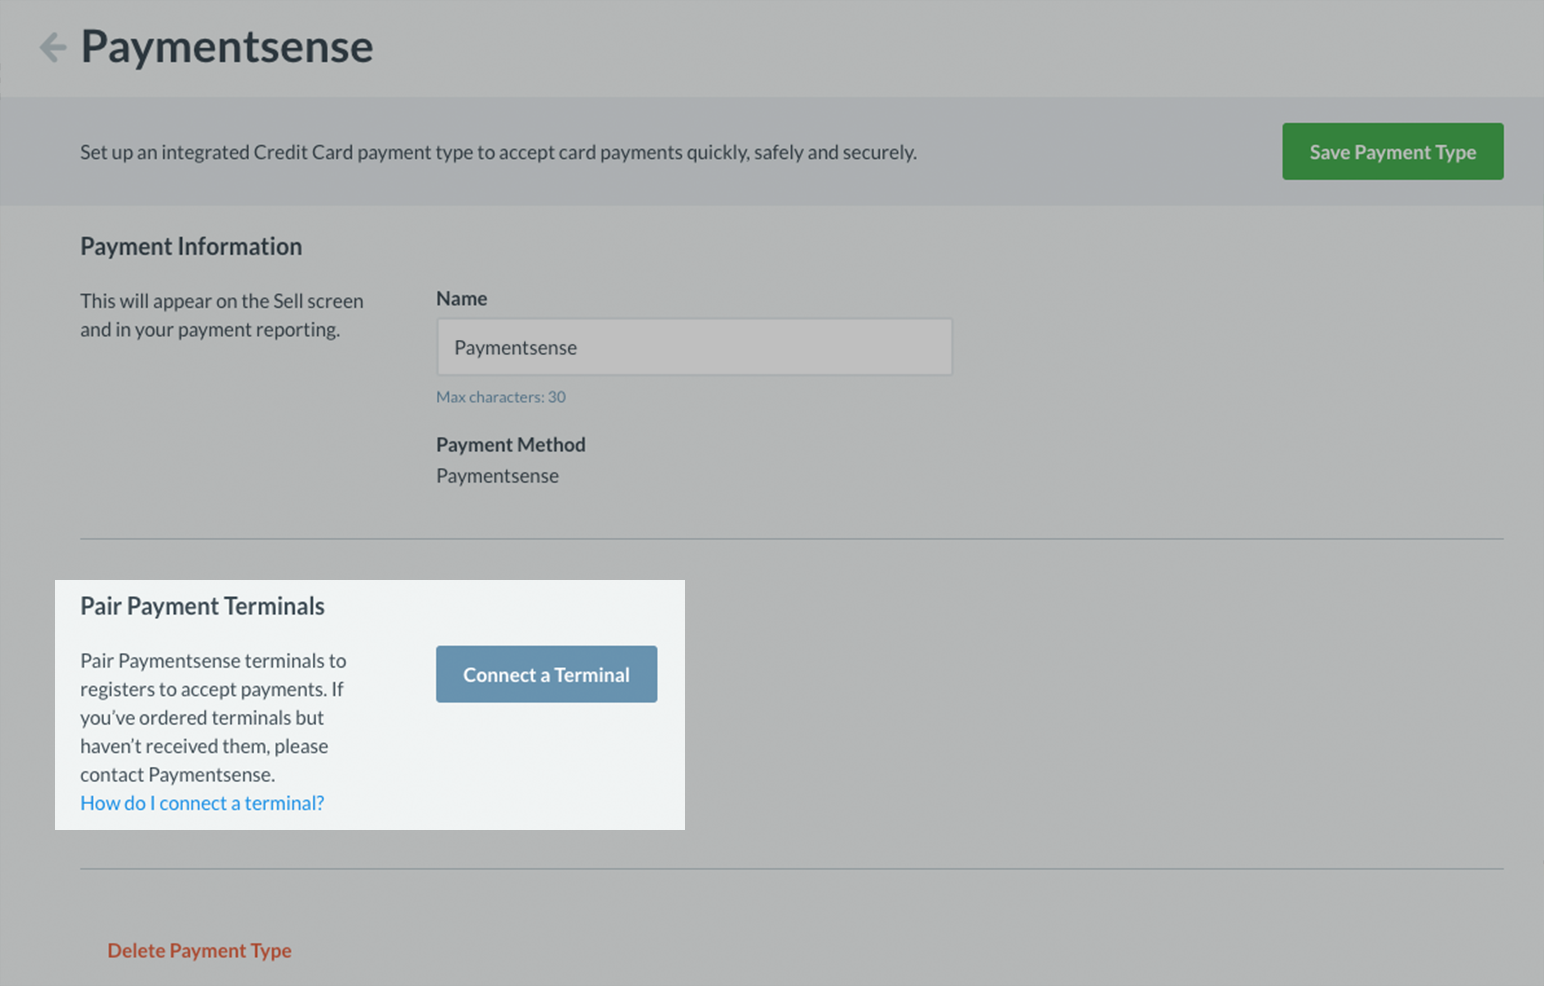 Paymentsense
Set up an integrated Credit Card payment type to accept card payments quickly, safely and securely.
Save Payment Type
Payment Information
This will appear on the Sell screen
and in your payment reporting.
Name
Paymentsense
Max characters: 30
Payment Method
Paymentsense
Pair Payment Terminals
Pair Paymentsense terminals to
registers to accept payments. If
you’ve ordered terminals but
haven’t received them, please
contact Paymentsense.
How do I connect a terminal?
Connect a Terminal
Delete Payment Type